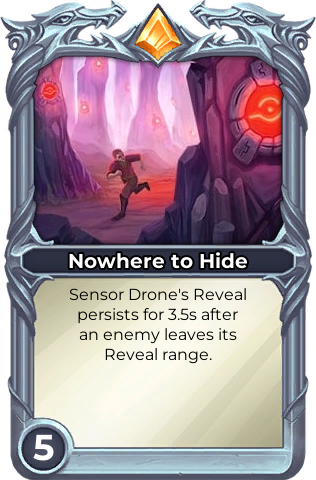 Nowhere to Hide
Sensor Drone's Reveal
persists for 3.5s after
an enemy leaves its
Reveal range.
5